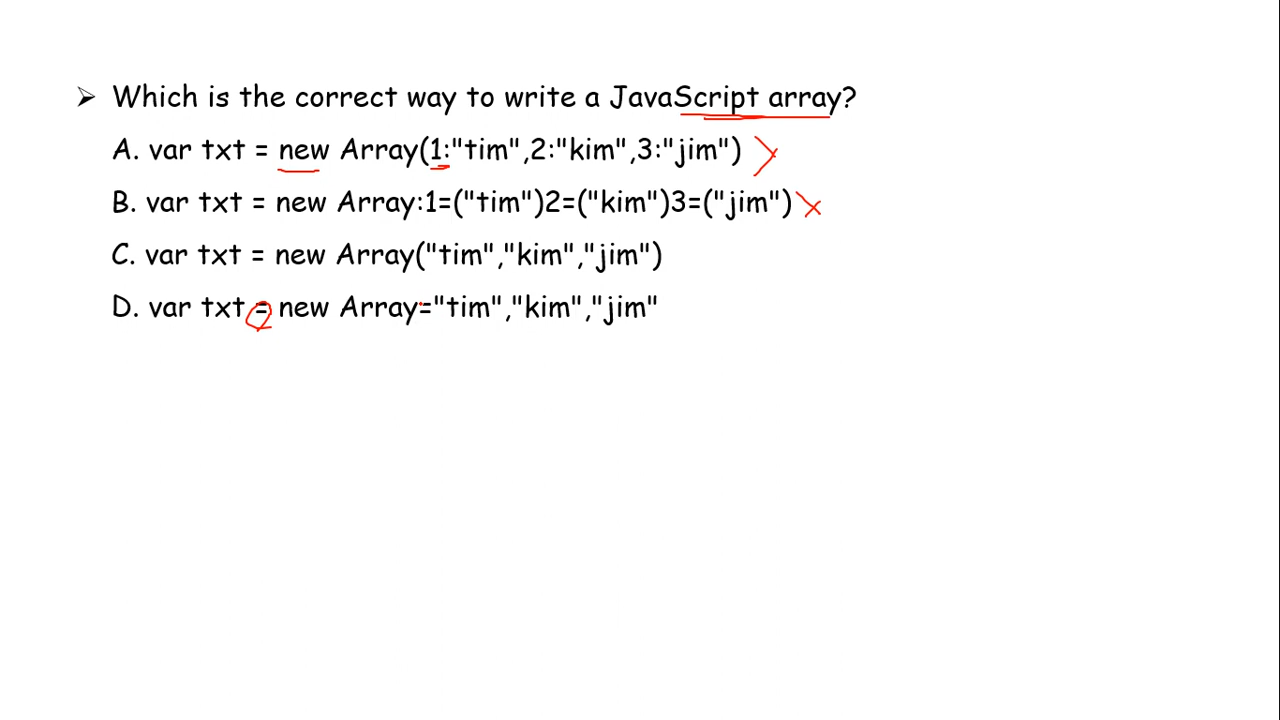 ➢ Which is the correct way to write a JavaScript array?
A. var txt = new Array(1:"tim",2:"kim",3:"jim")
B. var txt = new Array:1=("tim")2=("kim")3=("jim")
C. var txt = new Array("tim","kim","jim")
D. var txt = new Array="tim","kim","jim"